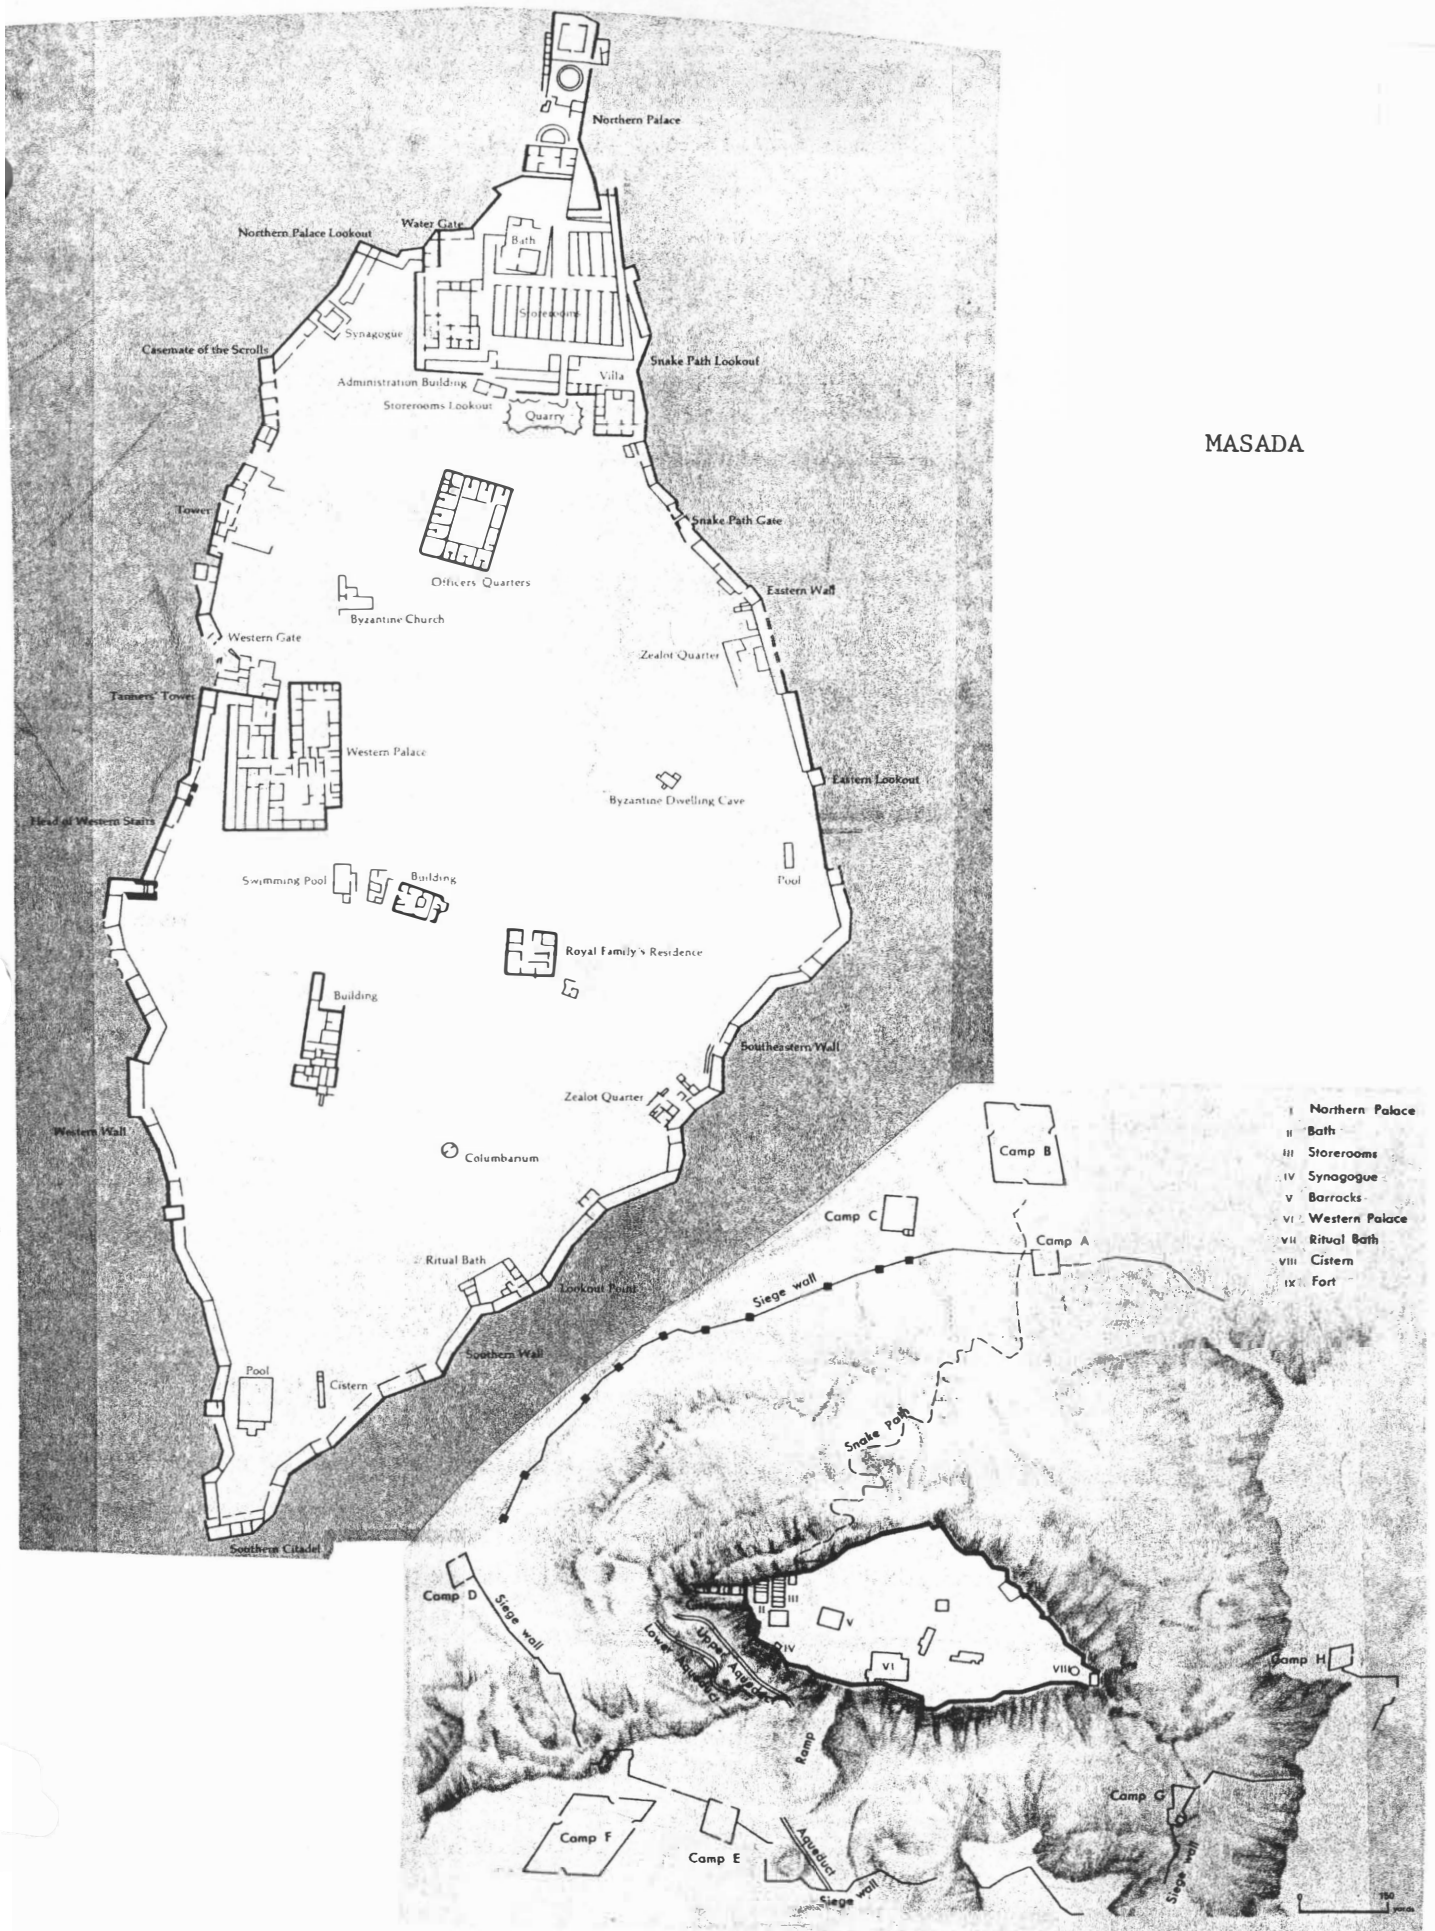 Northern Palace
Water Gate
Northern Palace Lookout
Bath
Storerooms
Synagogue
Casemate of the Scrolls
Snake Path Lookout
Villa
Administration Building
Storerooms Lookout
Quarry
MASADA
Tower
Snake Path Gate
Officers Quarters
Eastern Wall
Byzantine Church
Western Gate
Zealot Quarter
Tanners' Tower
Western Palace
Eastern Lookout
Byzantine Dwelling Cave
Head of Western Stairs
Swimming Pool
Building
Pool
Royal Family's Residence
Building
Southeastern Wall
Zealot Quarter
Western Wall
Columbarium
Ritual Bath
Lookout Point
Southern Wall
Pool
Cistern
Southern Citadel
I Northern Palace
II Bath
III Storerooms
IV Synagogue
V Barracks
VI Western Palace
VII Ritual Bath
VIII Cistern
IX Fort
Camp B
Camp C
Camp A
Siege wall
Snake Path
Camp D
Siege wall
II
III
V
IV
VI
VIII
Upper Aqueduct
Lower Aqueduct
Camp H
Ramp
Camp G
Camp F
Camp E
Aqueduct
Siege wall
Siege wall
0 150
yards